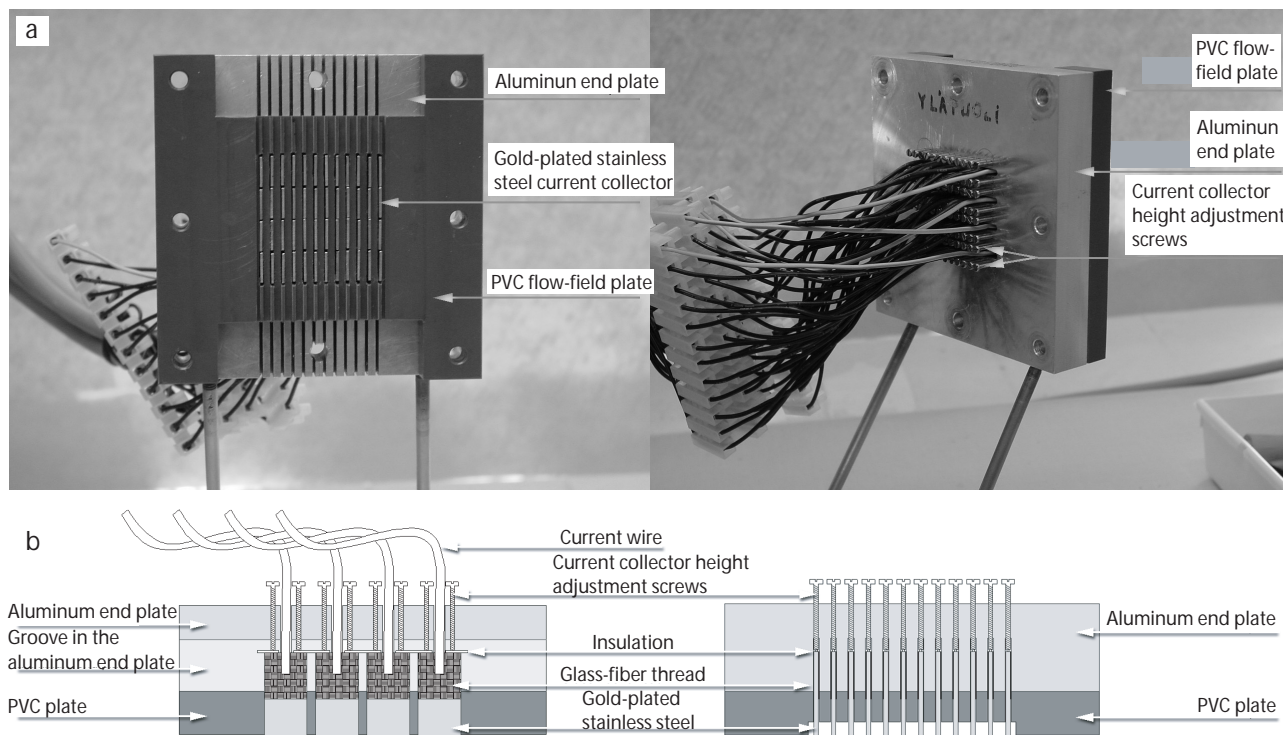 a
Aluminun end plate
Gold-plated stainless
steel current collector
PVC flow-field plate
PVC flow-
field plate
Aluminun
end plate
Current collector
height adjustment
screws
b
Current wire
Current collector height
adjustment screws
Aluminum end plate
Groove in the
aluminum end plate
PVC plate
Insulation
Glass-fiber thread
Gold-plated
stainless steel
Aluminum end plate
PVC plate